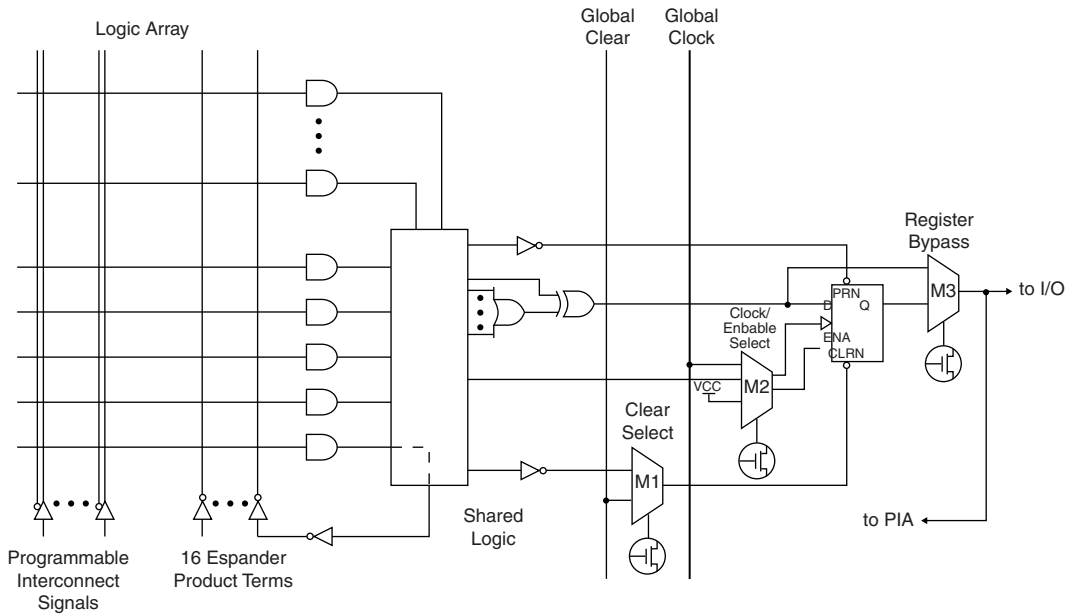 Logic Array
Global
Clear
Global
Clock
Register
Bypass
PRN
D
Q
ENA
CLRN
M3
to I/O
Clock/
Enbable
Select
VCC
M2
Clear
Select
M1
Shared
Logic
to PIA
Programmable
Interconnect
Signals
16 Espander
Product Terms